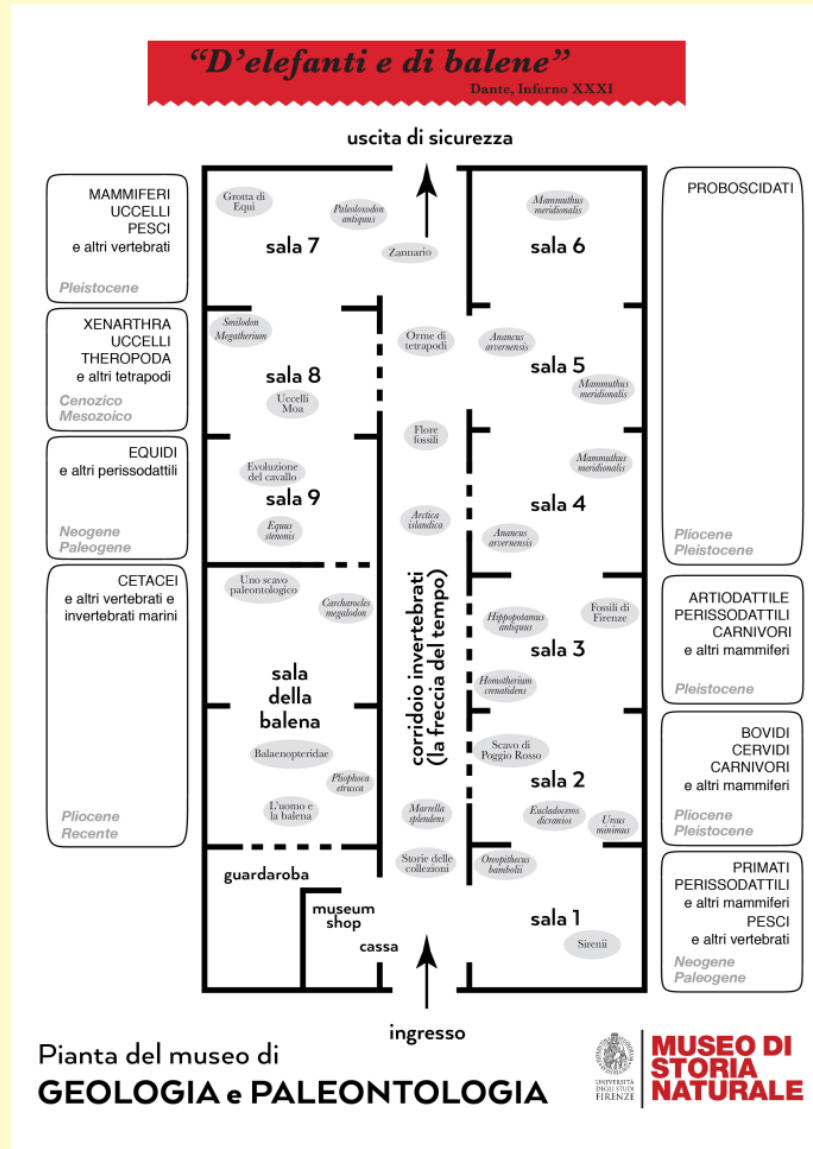 “D’elefanti e di balene”
Dante, Inferno XXXI
uscita di sicurezza
MAMMIFERI
UCCELLI
PESCI
e altri vertebrati
Pleistocene
XENARTHRA
UCCELLI
THEROPODA
e altri tetrapodi
Cenozico
Mesozoico
EQUIDI
e altri perissodattili
Neogene
Paleogene
CETACEI
e altri vertebrati e
invertebrati marini
Pliocene
Recente
Grotta di
Equi
Paleoloxodon
antiquus
sala 7
Zannario
Smilodon
Megatherium
sala 8
Uccelli
Moa
Evoluzione
del cavallo
sala 9
Equus
stenonis
Uno scavo
paleontologico
Carcharocles
megalodon
sala
della
balena
Balaenopteridae
Pliophoca
etrusca
L’uomo e
la balena
guardaroba
museum
shop
cassa
Orme di
tetrapodi
Flore
fossili
Arctica
islandica
corridoio invertebrati
(la freccia del tempo)
Marrella
splendens
Storie delle
collezioni
ingresso
Mammuthus
meridionalis
sala 6
Anancus
arvernensis
sala 5
Mammuthus
meridionalis
Mammuthus
meridionalis
sala 4
Anancus
arvernensis
Hippopotamus
antiquus
Fossili di
Firenze
sala 3
Homotherium
crenatidens
Scavo di
Poggio Rosso
sala 2
Eucladoceros
dicranios
Ursus
minimus
Oreopithecus
bambolii
sala 1
Sirenii
PROBOSCIDATI
Pliocene
Pleistocene
ARTIODATTILE
PERISSODATTILI
CARNIVORI
e altri mammiferi
Pleistocene
BOVIDI
CERVIDI
CARNIVORI
e altri mammiferi
Pliocene
Pleistocene
PRIMATI
PERISSODATTILI
e altri mammiferi
PESCI
e altri vertebrati
Neogene
Paleogene
Pianta del museo di
GEOLOGIA e PALEONTOLOGIA
UNIVERSITÀ
DEGLI STUDI
FIRENZE
MUSEO DI
STORIA
NATURALE